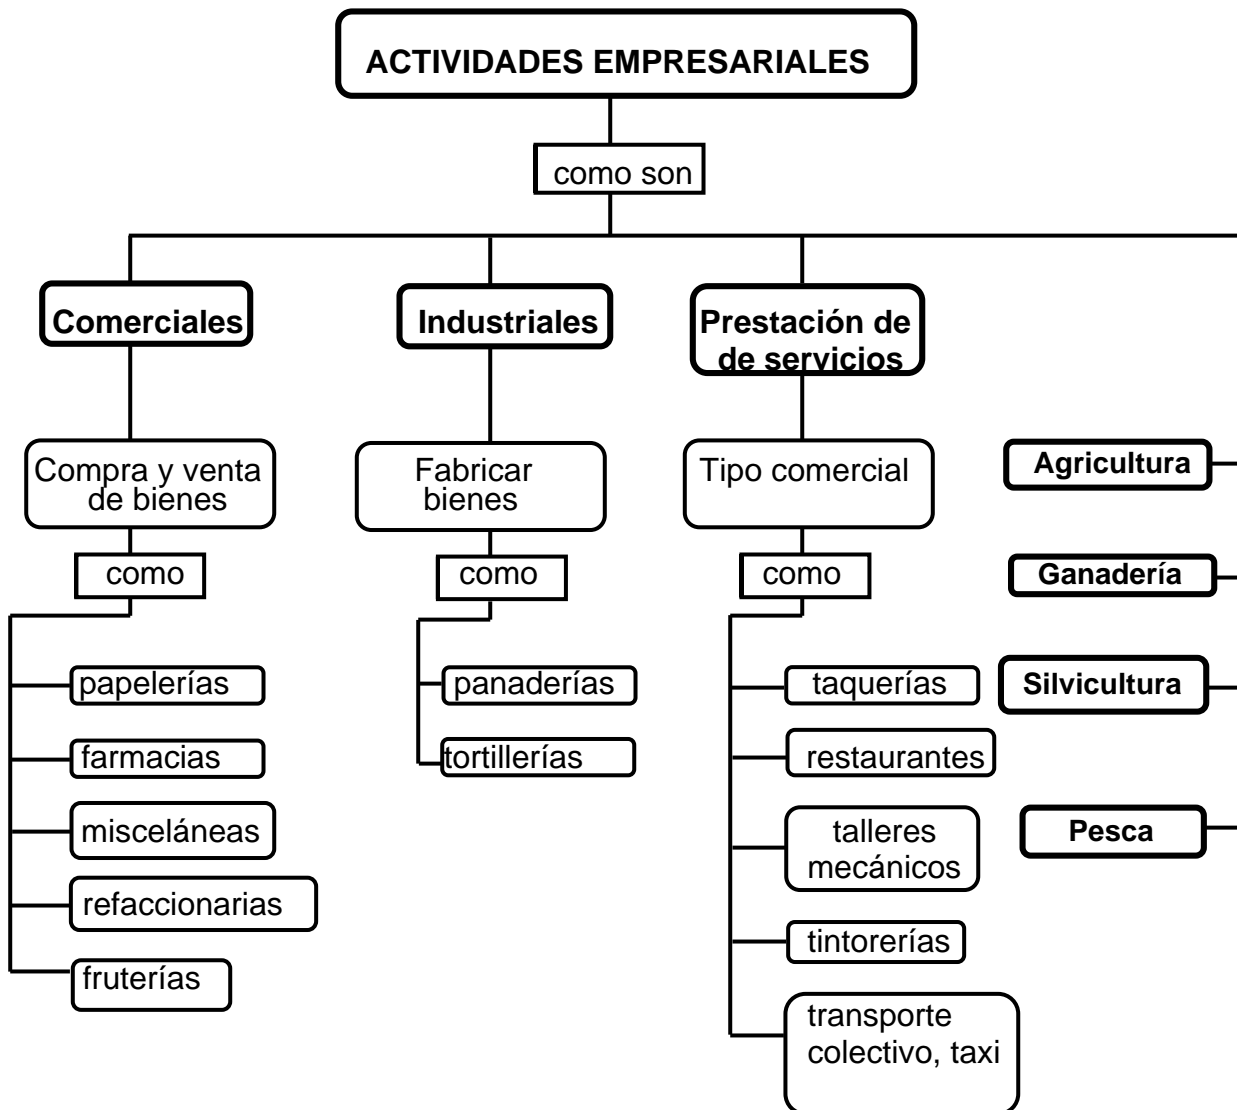 ACTIVIDADES EMPRESARIALES
como son
Comerciales
Compra y venta
de bienes
como
papelerías
farmacias
misceláneas
refaccionarias
fruterías
Industriales
Fabricar
bienes
como
panaderías
tortillerías
Prestación de
de servicios
Tipo comercial
como
taquerías
restaurantes
talleres
mecánicos
tintorerías
transporte
colectivo, taxi
Agricultura
Ganadería
Silvicultura
Pesca